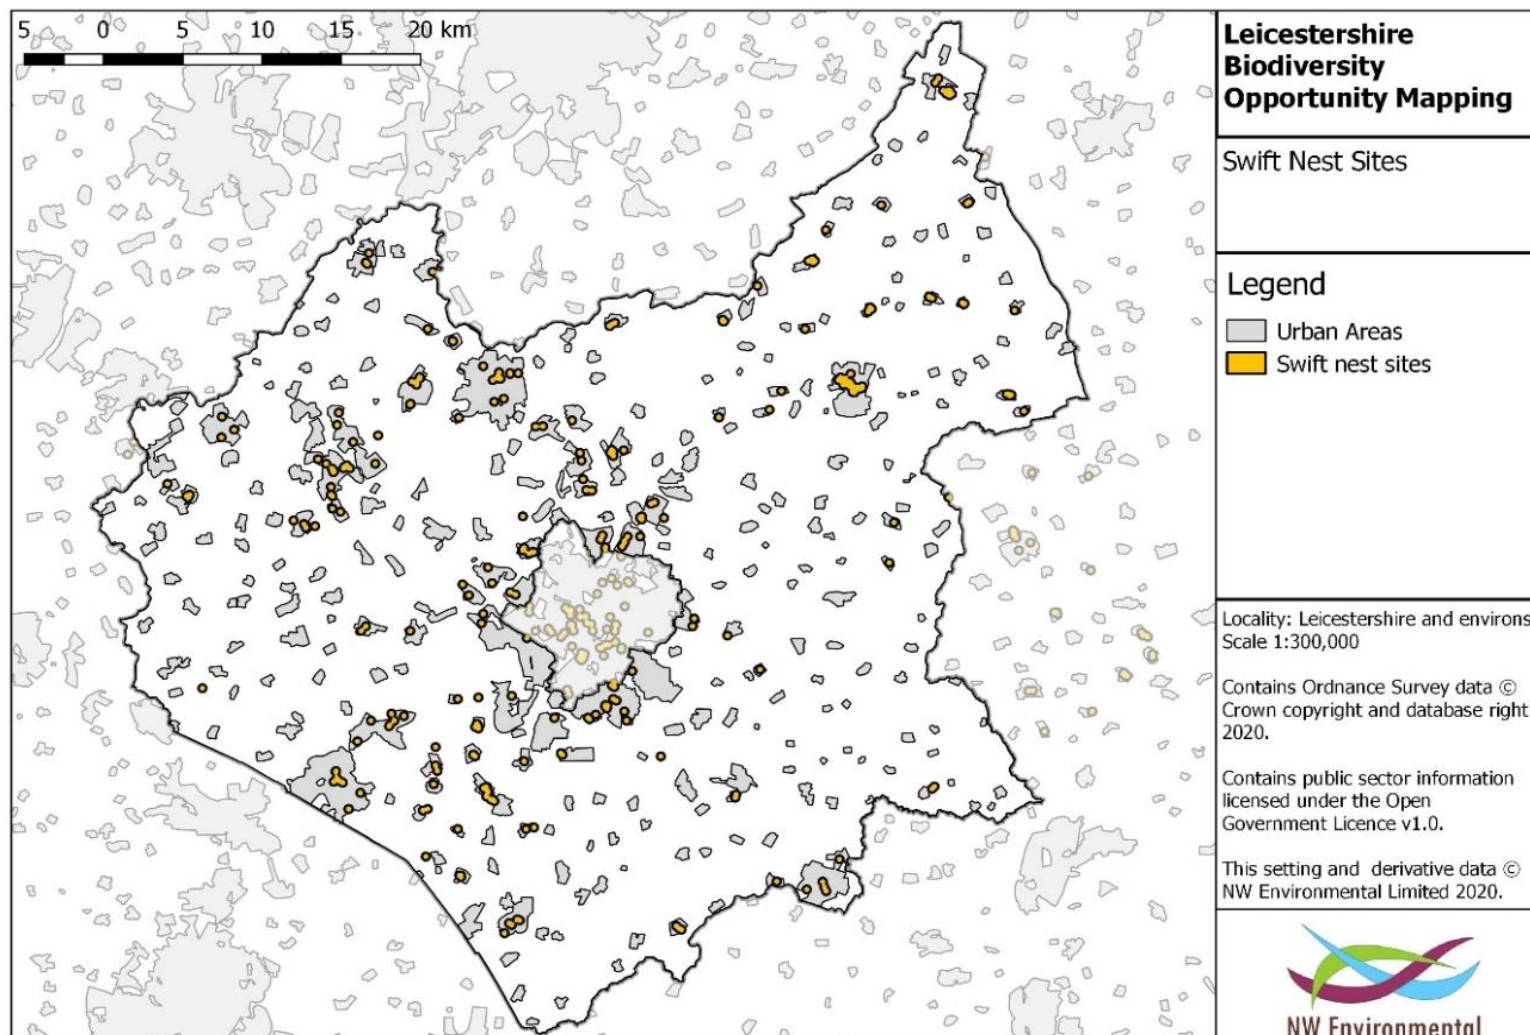 5 0 5 10 15 20 km
Leicestershire
Biodiversity
Opportunity Mapping
Swift Nest Sites
Legend
Urban Areas
Swift nest sites
Locality: Leicestershire and environs
Scale 1:300,000
Contains Ordnance Survey data ©
Crown copyright and database right
2020.
Contains public sector information
licensed under the Open
Government Licence v1.0.
This setting and derivative data ©
NW Environmental Limited 2020.
NW Environmental